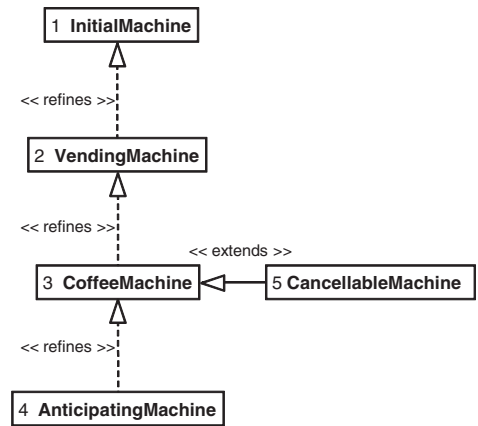 1 InitialMachine
<< refines >>
2 VendingMachine
<< refines >>
<< extends >>
3 CoffeeMachine
5 CancellableMachine
<< refines >>
4 AnticipatingMachine